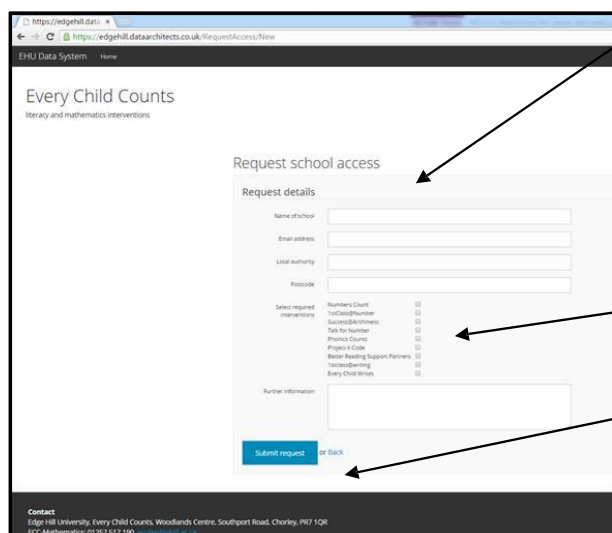 https://edgehill.data
https://edgehill.dataarchitects.co.uk/RequestAccess/New
EHU Data System Home
Every Child Counts
literacy and mathematics interventions
Request school access
Request details
Name of school
Email address
Local authority
Postcode
Select required
interventions
Numbers Count
1stClass@Number
Success@Arithmetic
Talk for Number
Phonics Counts
Project X Code
Better Reading Support Partners
1stclass@writing
Every Child Writes
Further information
Submit request or Back
Contact
Edge Hill University, Every Child Counts, Woodlands Centre, Southport Road, Chorley, PR7 1QR
ECC Mathematics: 01257 517 190